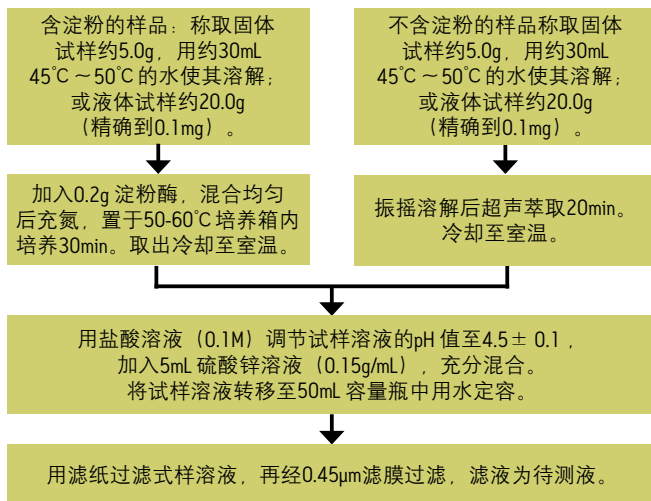 含淀粉的样品：称取固体
试样约5.0g，用约30mL
45℃～50℃的水使其溶解；
或液体试样约20.0g
（精确到0.1mg）。
不含淀粉的样品称取固体
试样约5.0g，用约30mL
45℃～50℃的水使其溶解；
或液体试样约20.0g
（精确到0.1mg）。
加入0.2g 淀粉酶，混合均匀
后充氮，置于50-60℃培养箱内
培养30min。取出冷却至室温。
振摇溶解后超声萃取20min。
冷却至室温。
用盐酸溶液（0.1M）调节试样溶液的pH 值至4.5± 0.1，
加入5mL 硫酸锌溶液（0.15g/mL），充分混合。
将试样溶液转移至50mL 容量瓶中用水定容。
用滤纸过滤式样溶液，再经0.45μm滤膜过滤，滤液为待测液。